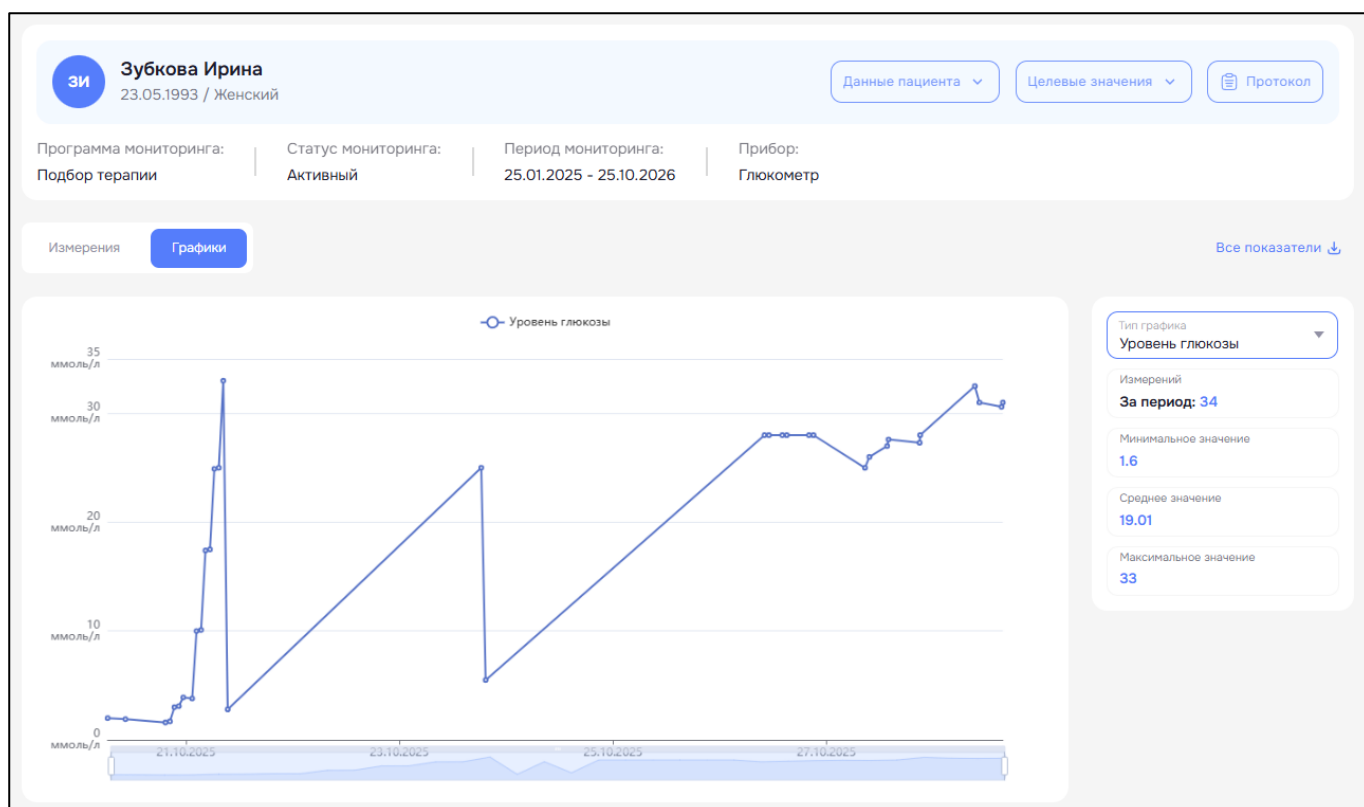 ЗИ
Зубкова Ирина
23.05.1993 / Женский
Данные пациента
Целевые значения
Протокол
Программа мониторинга:
Подбор терапии
Статус мониторинга:
Активный
Период мониторинга:
25.01.2025 - 25.10.2026
Прибор:
Глюкометр
Измерения
Графики
Все показатели
Уровень глюкозы
35
ммоль/л
30
ммоль/л
20
ммоль/л
10
ммоль/л
0
ммоль/л
21.10.2025
23.10.2025
25.10.2025
27.10.2025
Тип графика
Уровень глюкозы
Измерений
За период: 34
Минимальное значение
1.6
Среднее значение
19.01
Максимальное значение
33